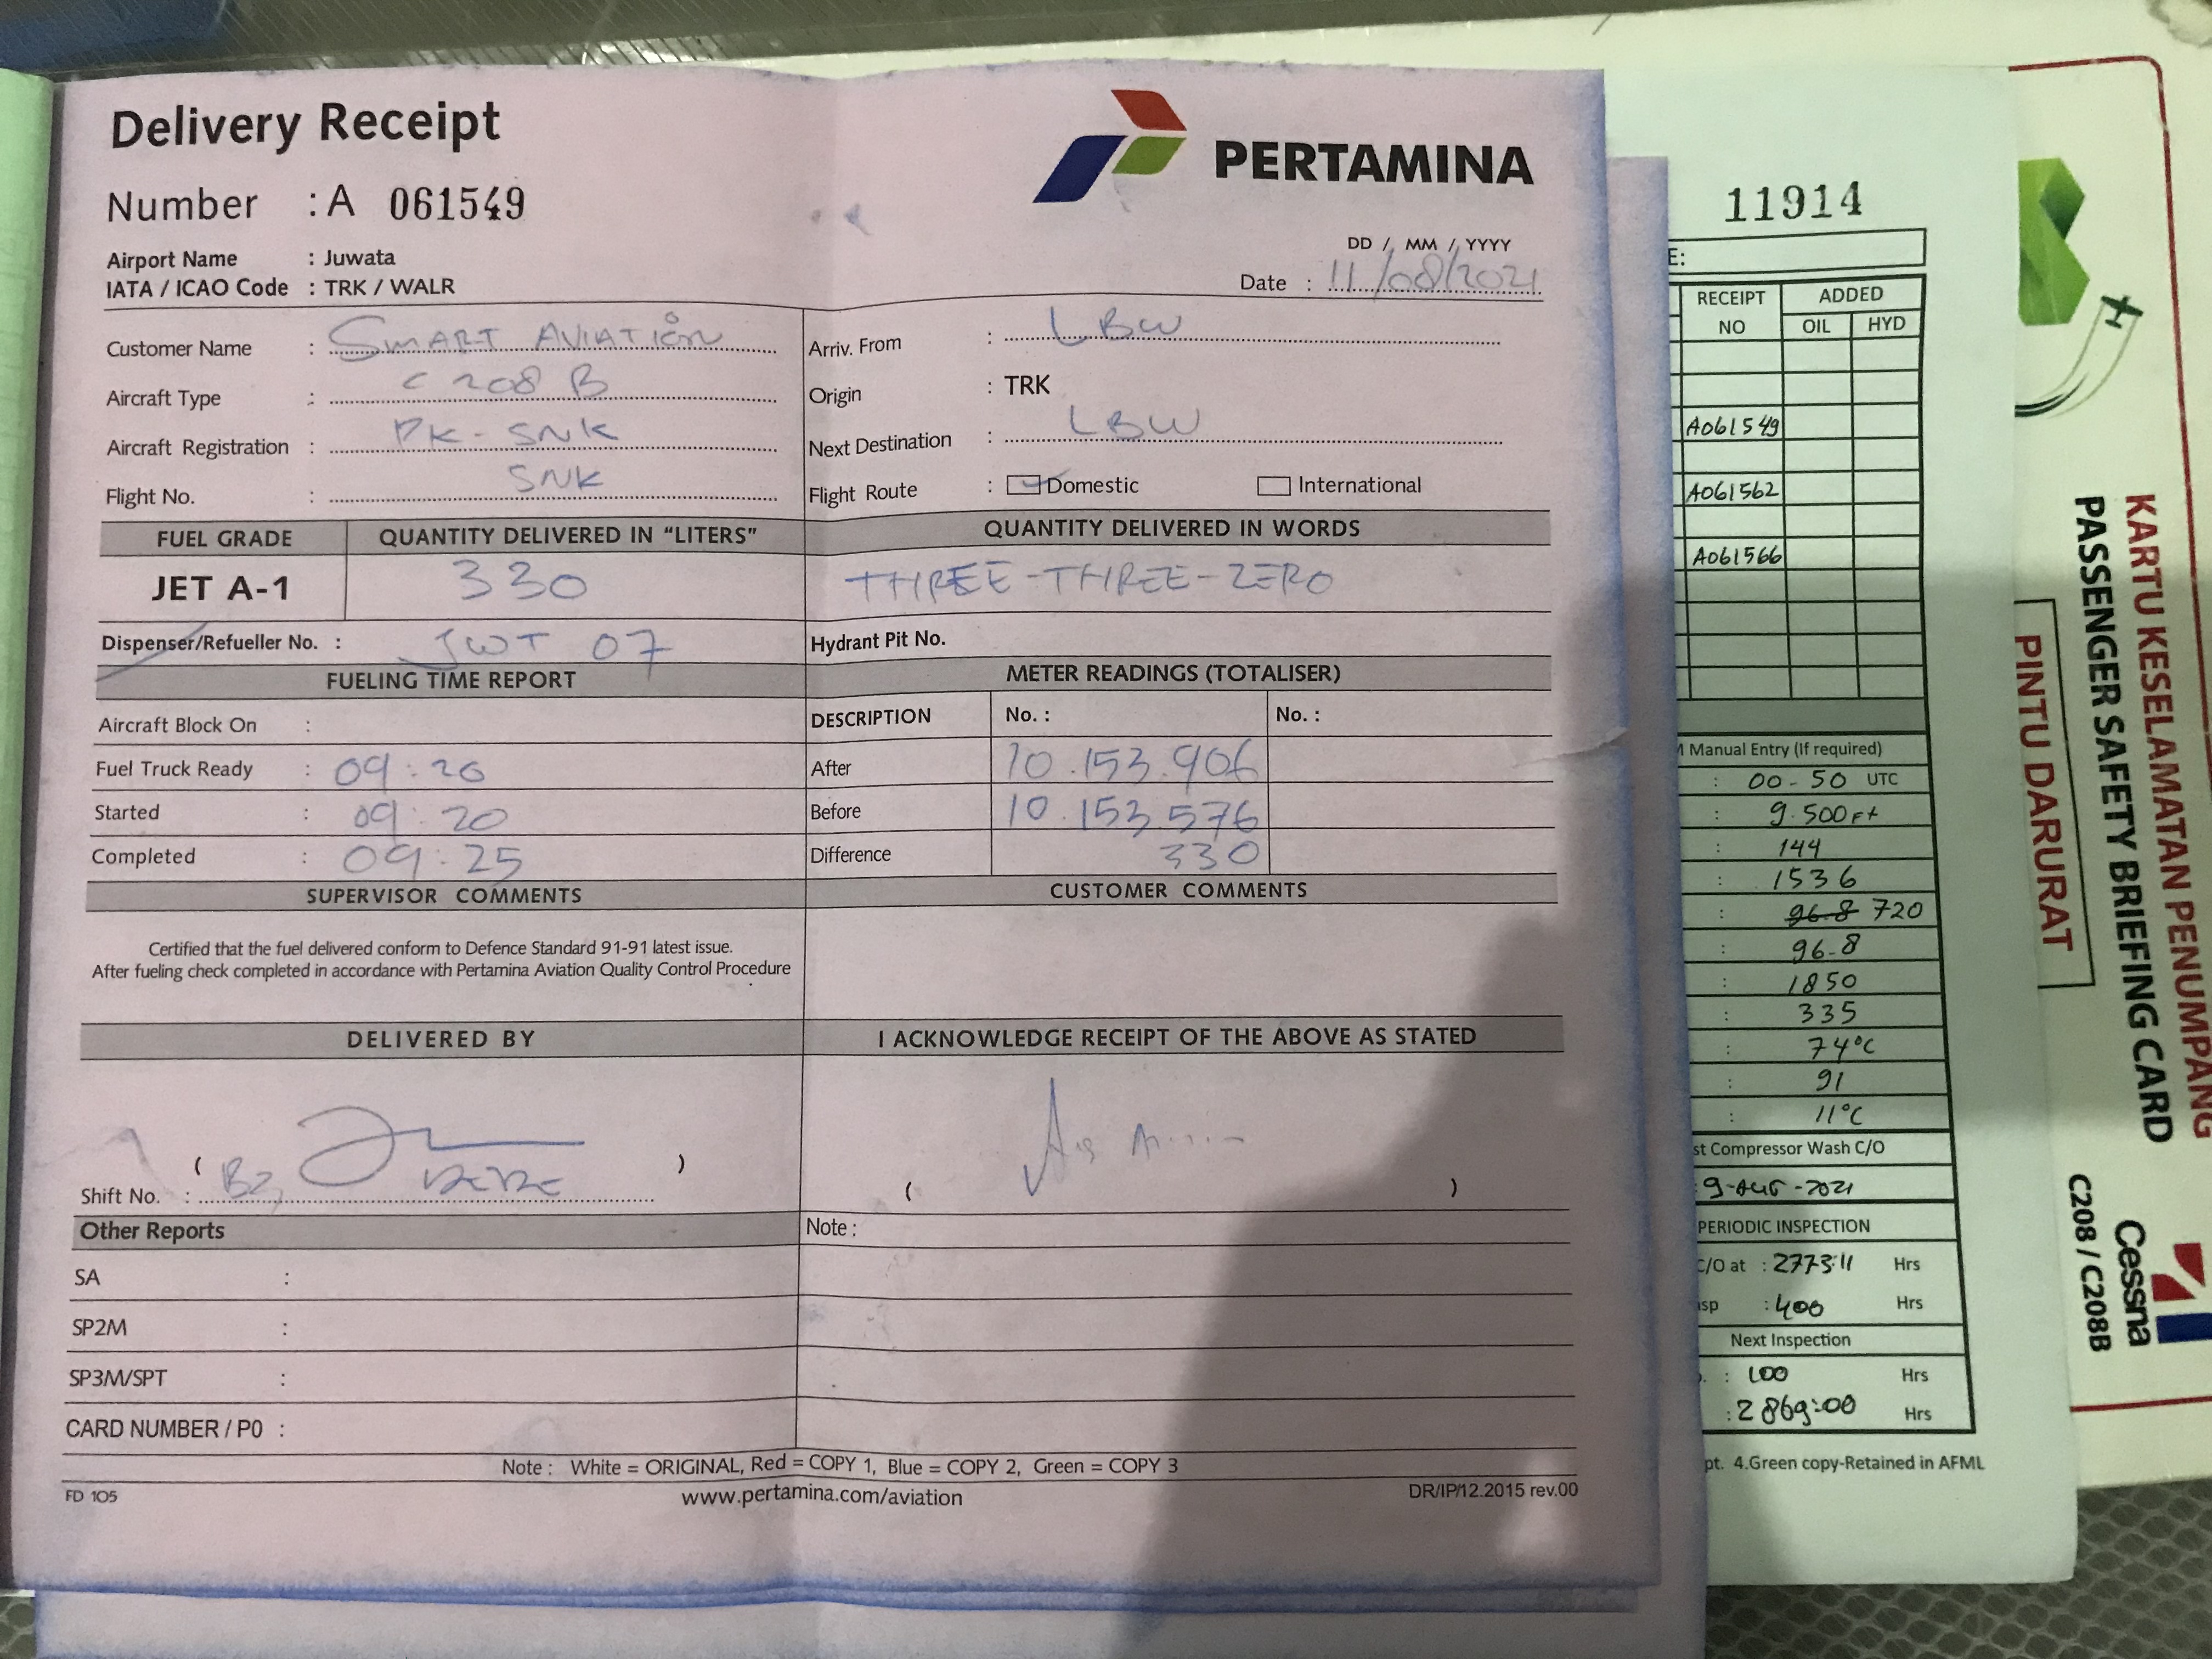 Delivery Receipt
PERTAMINA
Number : A 061549
Airport Name : Juwata
IATA / ICAO Code : TRK / WALR
DD / MM / YYYY
Date : 11/08/2021
Customer Name : SMART AVIATION
Aircraft Type : C 208 B
Aircraft Registration : PK-SNK
Flight No. : SNK
Arriv. From : LBW
Origin : TRK
Next Destination : LBW
Flight Route : Domestic International
FUEL GRADE QUANTITY DELIVERED IN "LITERS" QUANTITY DELIVERED IN WORDS
JET A-1 330 THREE-THREE-ZERO
Dispenser/Refueller No. : JWT 07 Hydrant Pit No.
FUELING TIME REPORT METER READINGS (TOTALISER)
Aircraft Block On : DESCRIPTION No. : No. :
Fuel Truck Ready : 09:20 After 10.153.906
Started : 09:20 Before 10.153.576
Completed : 09:25 Difference 330
SUPERVISOR COMMENTS CUSTOMER COMMENTS
Certified that the fuel delivered conform to Defence Standard 91-91 latest issue.
After fueling check completed in accordance with Pertamina Aviation Quality Control Procedure
DELIVERED BY I ACKNOWLEDGE RECEIPT OF THE ABOVE AS STATED
( )
Shift No. : B2, ( )
Other Reports Note :
SA :
SP2M :
SP3M/SPT :
CARD NUMBER / P0 :
Note : White = ORIGINAL, Red = COPY 1, Blue = COPY 2, Green = COPY 3
FD 105 www.pertamina.com/aviation DR/IP/12.2015 rev.00
11914
E:
RECEIPT NO ADDED
OIL HYD
A061549
A061562
A061566
Manual Entry (If required)
: 00-50 UTC
: 9.500 Ft
: 144
: 1536
: 96.8 720
: 96.8
: 1850
: 335
: 74°C
: 91
: 11°C
st Compressor Wash C/O
: 9-AUG-2021
PERIODIC INSPECTION
C/O at : 2773:11 Hrs
sp : 400 Hrs
Next Inspection
: 100 Hrs
: 2869:00 Hrs
pt. 4.Green copy-Retained in AFML
KARTU KESELAMATAN PENUMPANG
PASSENGER SAFETY BRIEFING CARD
PINTU DARURAT
Cessna
C208 / C208B